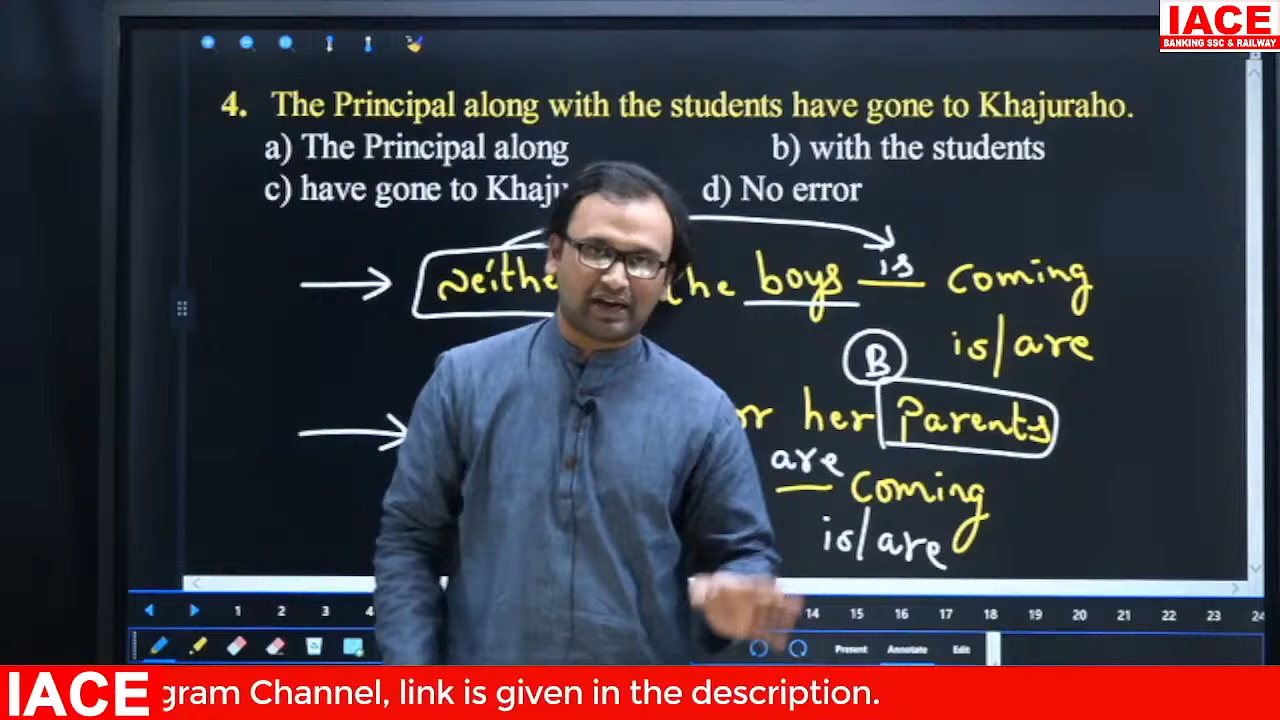 IACE
BANKING SSC & RAILWAY
4. The Principal along with the students have gone to Khajuraho.
a) The Principal along
b) with the students
c) have gone to Khaju
d) No error
Neithe the boys is coming
is/are
B
or her Parents
are coming
is/are
1 2 3 4 14 15 16 17 18 19 20 21 22 23 24
Present Annotate Edit
IACE gram Channel, link is given in the description.